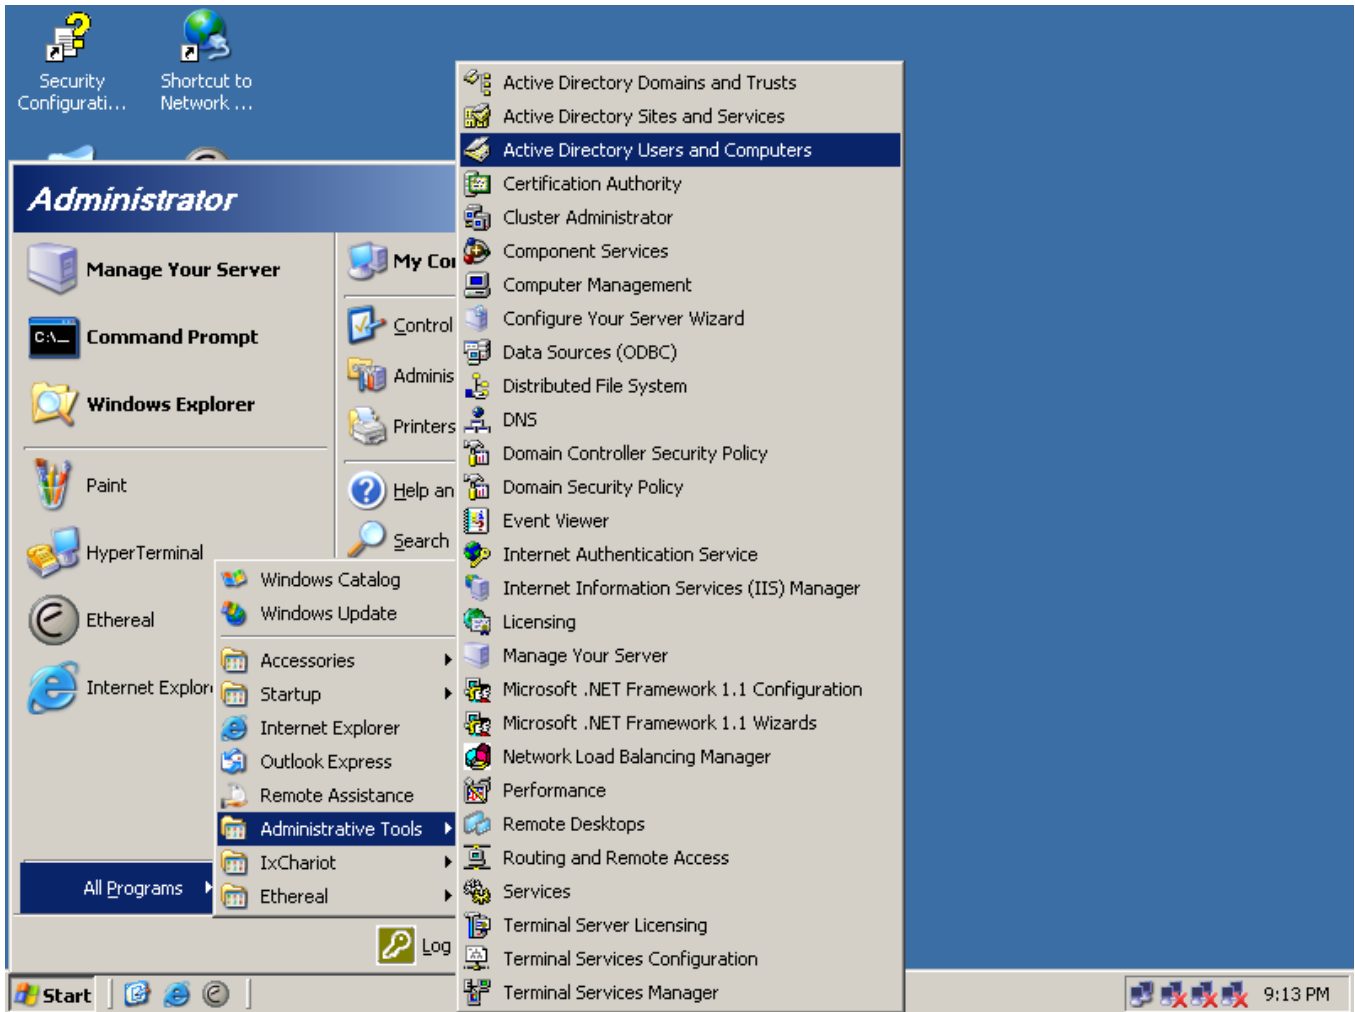 Security
Configurati...
Shortcut to
Network ...
Administrator
Manage Your Server
Command Prompt
C:\_
Windows Explorer
Paint
HyperTerminal
Ethereal
Internet Explor
All Programs
My Co
Control
Adminis
Printers
Help an
Search
Log
Windows Catalog
Windows Update
Accessories
Startup
Internet Explorer
Outlook Express
Remote Assistance
Administrative Tools
IxChariot
Ethereal
Active Directory Domains and Trusts
Active Directory Sites and Services
Active Directory Users and Computers
Certification Authority
Cluster Administrator
Component Services
Computer Management
Configure Your Server Wizard
Data Sources (ODBC)
Distributed File System
DNS
Domain Controller Security Policy
Domain Security Policy
Event Viewer
Internet Authentication Service
Internet Information Services (IIS) Manager
Licensing
Manage Your Server
Microsoft .NET Framework 1.1 Configuration
Microsoft .NET Framework 1.1 Wizards
Network Load Balancing Manager
Performance
Remote Desktops
Routing and Remote Access
Services
Terminal Server Licensing
Terminal Services Configuration
Terminal Services Manager
Start
9:13 PM